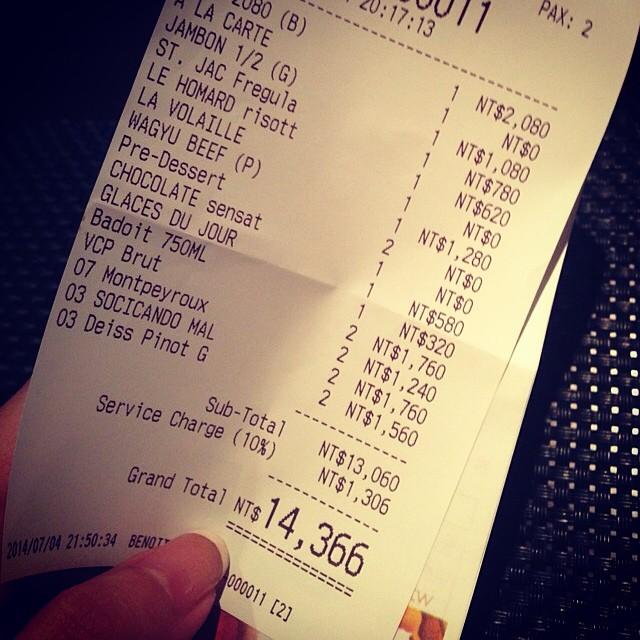 000011 PAX: 2
20:17:13
2080 (B) 1 NT$2,080
A LA CARTE 1 NT$0
JAMBON 1/2 (G) 1 NT$1,080
ST. JAC Fregula 1 NT$780
LE HOMARD risott 1 NT$620
LA VOLAILLE 1 NT$0
WAGYU BEEF (P) 1 NT$1,280
Pre-Dessert 2 NT$0
CHOCOLATE sensat 1 NT$0
GLACES DU JOUR 1 NT$580
Badoit 750ML 1 NT$320
VCP Brut 2 NT$1,760
07 Montpeyroux 2 NT$1,240
03 SOCICANDO MAL 2 NT$1,760
03 Deiss Pinot G 2 NT$1,560
Sub-Total NT$13,060
Service Charge (10%) NT$1,306
Grand Total NT$14,366
2014/07/04 21:50:34 BENOIT 000011 [2]